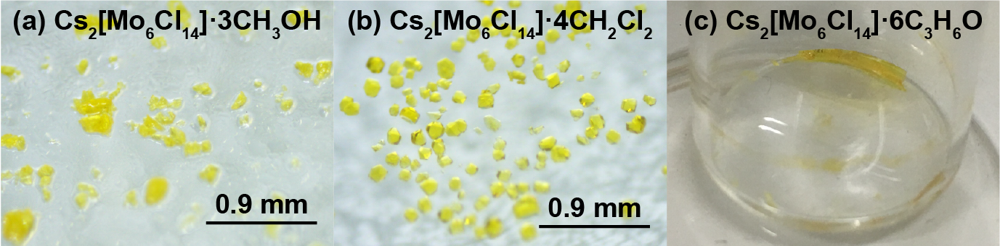 (a) Cs₂[Mo₆Cl₁₄]·3CH₃OH
(b) Cs₂[Mo₆Cl₁₄]·4CH₂Cl₂
(c) Cs₂[Mo₆Cl₁₄]·6C₃H₆O
0.9 mm
0.9 mm